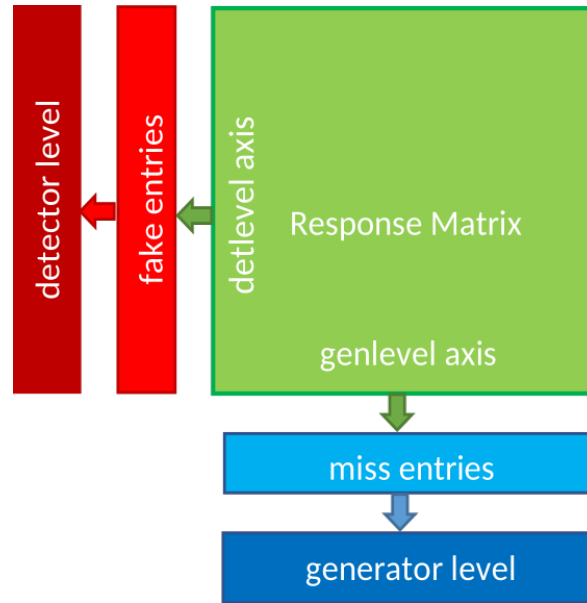 detector level
fake entries
detlevel axis
Response Matrix
genlevel axis
miss entries
generator level